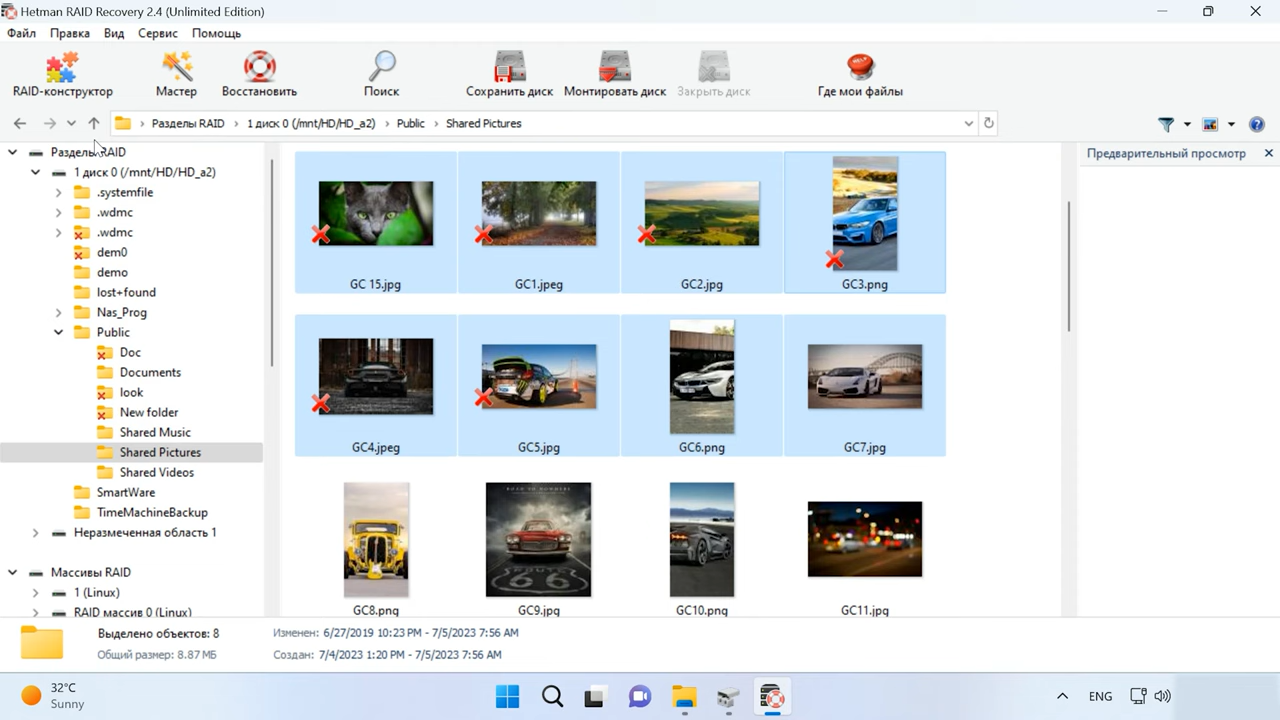 Hetman RAID Recovery 2.4 (Unlimited Edition)
Файл Правка Вид Сервис Помощь
RAID-конструктор Мастер Восстановить Поиск Сохранить диск Монтировать диск Закрыть диск Где мои файлы
Разделы RAID › 1 диск 0 (/mnt/HD/HD_a2) › Public › Shared Pictures
Разделы RAID
1 диск 0 (/mnt/HD/HD_a2)
.systemfile
.wdmc
.wdmc
dem0
demo
lost+found
Nas_Prog
Public
Doc
Documents
look
New folder
Shared Music
Shared Pictures
Shared Videos
SmartWare
TimeMachineBackup
Неразмеченная область 1
Массивы RAID
1 (Linux)
RAID массив 0 (Linux)
GC 15.jpg GC1.jpeg GC2.jpg GC3.png
GC4.jpeg GC5.jpg GC6.png GC7.jpg
ROAD TO NOWHERE
ROUTE
66
GC8.png GC9.jpg GC10.png GC11.jpg
Предварительный просмотр
Выделено объектов: 8
Общий размер: 8.87 МБ
Изменен: 6/27/2019 10:23 PM - 7/5/2023 7:56 AM
Создан: 7/4/2023 1:20 PM - 7/5/2023 7:56 AM
32°C
Sunny
ENG